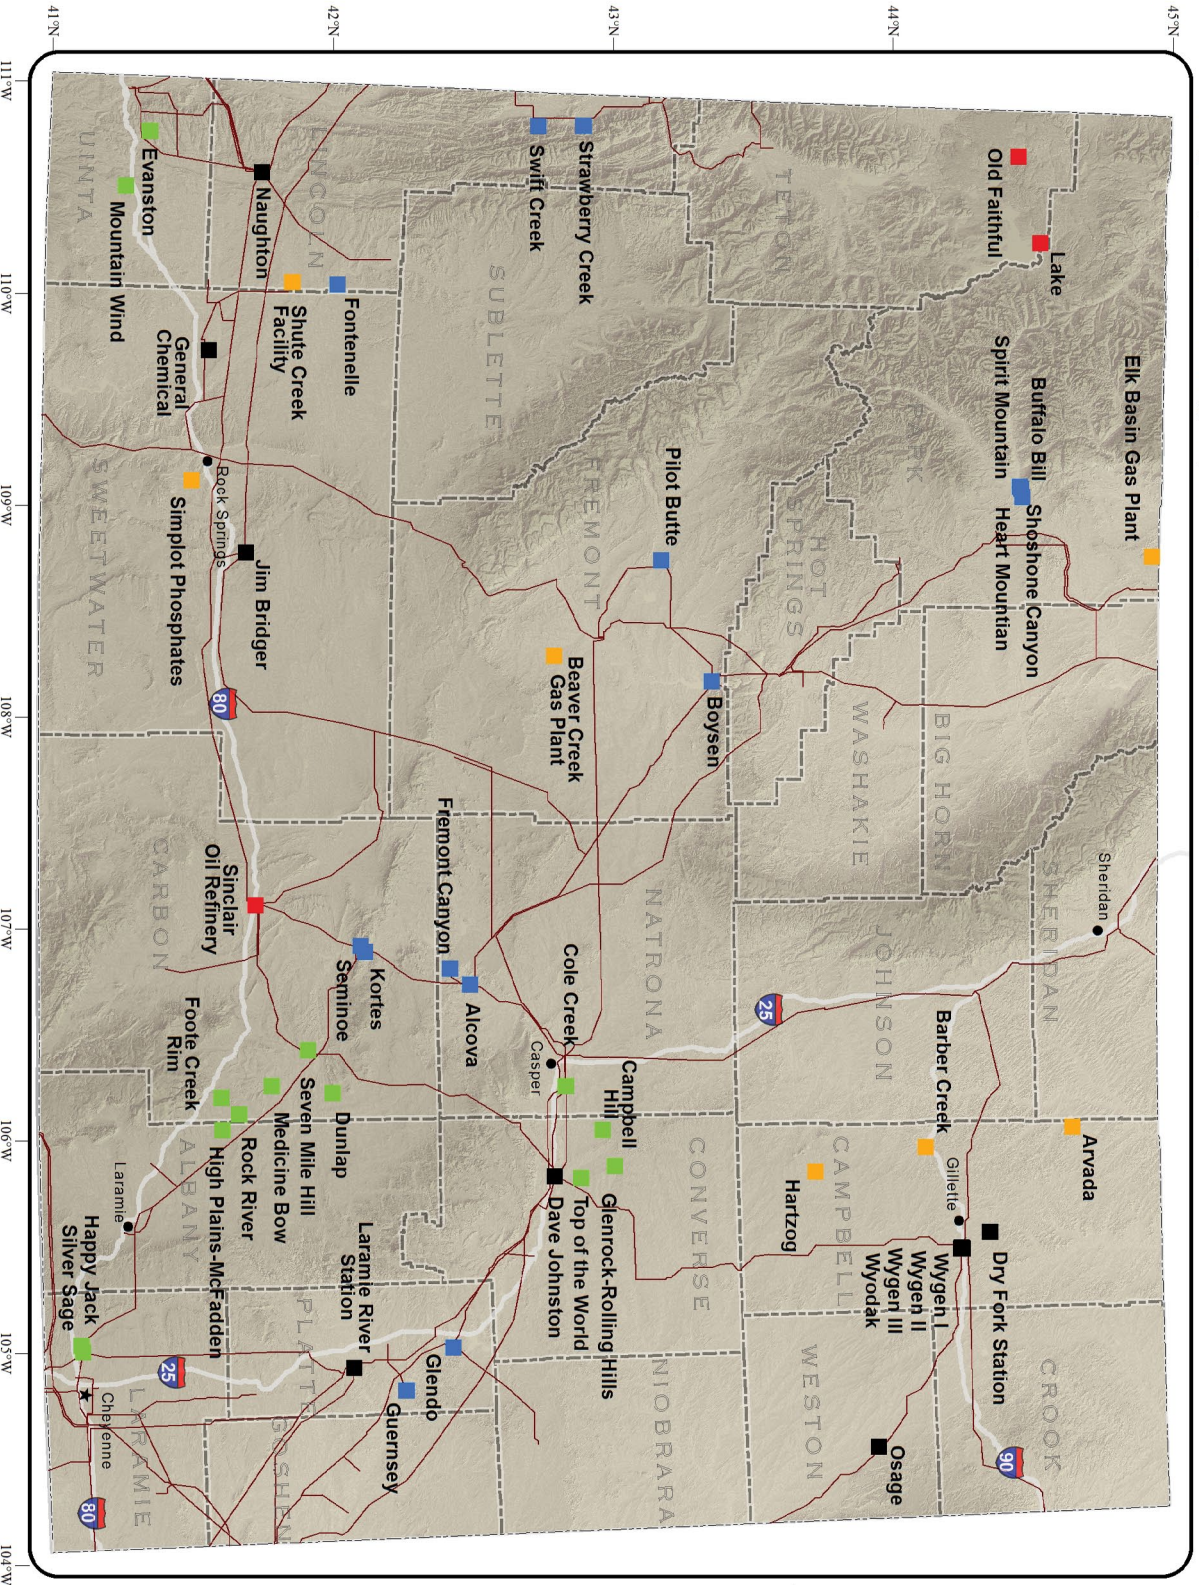 45°N
44°N
43°N
42°N
41°N
111°W
110°W
109°W
108°W
107°W
106°W
105°W
104°W
Old Faithful
Lake
TETON
Strawberry Creek
Swift Creek
LINCOLN
Naughton
Evanston
UINTA
Mountain Wind
Fontenelle
Shute Creek
Facility
General
Chemical
SUBLETTE
Elk Basin Gas Plant
Buffalo Bill
Spirit Mountain
Shoshone Canyon
Heart Mountian
PARK
HOT
SPRINGS
Pilot Butte
FREMONT
Rock Springs
Simplot Phosphates
Jim Bridger
SWEETWATER
80
Beaver Creek
Gas Plant
Boysen
BIG HORN
WASHAKIE
Sheridan
SHERIDAN
JOHNSON
NATRONA
Fremont Canyon
Alcova
Cole Creek
Casper
Sinclair
Oil Refinery
CARBON
Kortes
Seminoe
25
Barber Creek
Arvada
Gillette
Hartzog
CAMPBELL
Campbell
Hill
CONVERSE
Glenrock-Rolling Hills
Top of the World
Dave Johnston
Dunlap
Seven Mile Hill
Medicine Bow
Foote Creek
Rim
Rock River
High Plains-McFadden
ALBANY
Laramie
Dry Fork Station
Wygen I
Wygen II
Wygen III
Wyodak
CROOK
90
Osage
WESTON
NIOBRARA
Laramie River
Station
PLATTE
Glendo
Guernsey
GOSHEN
Happy Jack
Silver Sage
25
Cheyenne
LARAMIE
80